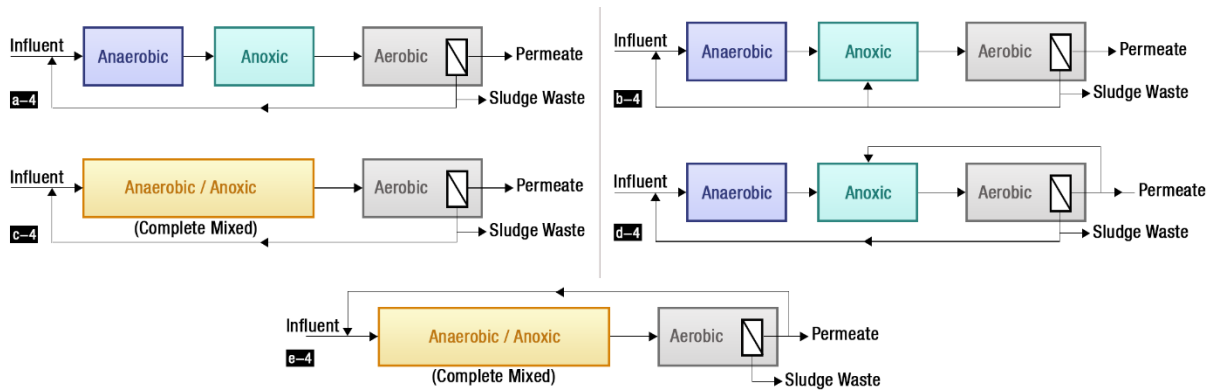 Influent
Anaerobic
Anoxic
Aerobic
Permeate
Sludge Waste
a–4
Influent
Anaerobic
Anoxic
Aerobic
Permeate
Sludge Waste
b–4
Influent
Anaerobic / Anoxic
(Complete Mixed)
Aerobic
Permeate
Sludge Waste
c–4
Influent
Anaerobic
Anoxic
Aerobic
Permeate
Sludge Waste
d–4
Influent
Anaerobic / Anoxic
(Complete Mixed)
Aerobic
Permeate
Sludge Waste
e–4